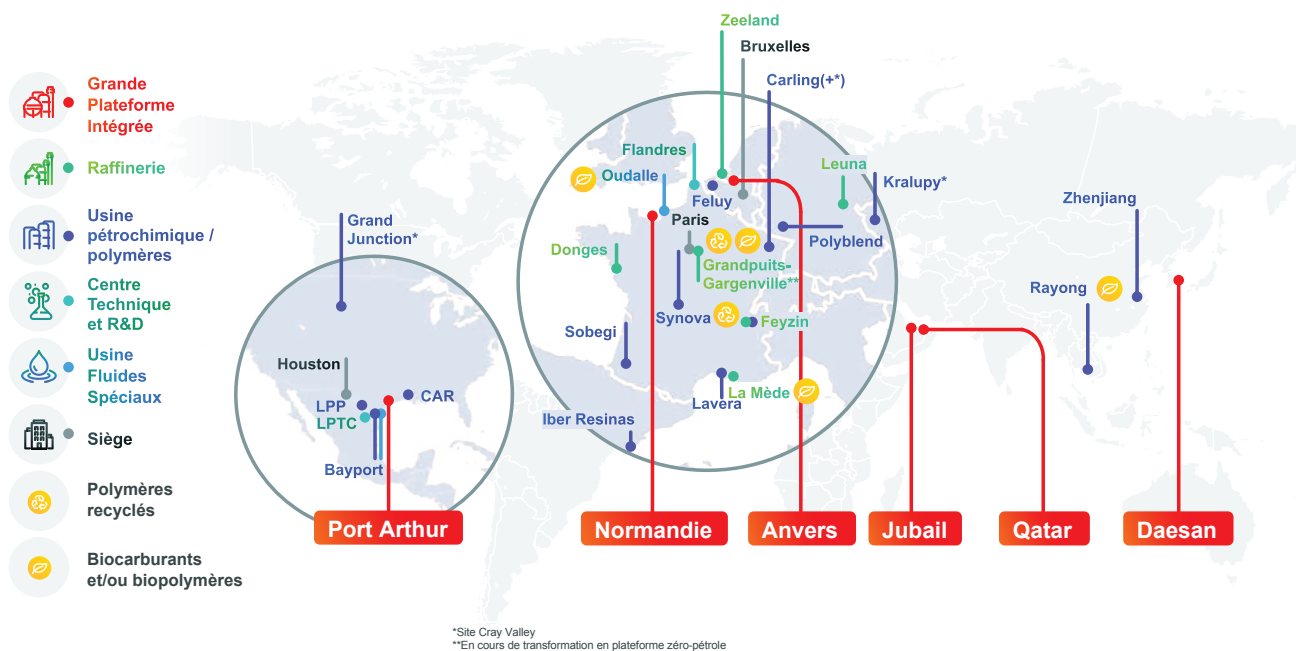 Grande
Plateforme
Intégrée
Raffinerie
Usine
pétrochimique /
polymères
Centre
Technique
et R&D
Usine
Fluides
Spéciaux
Siège
Polymères
recyclés
Biocarburants
et/ou biopolymères
Grand
Junction*
Houston
LPP
LPTC
CAR
Bayport
Port Arthur
Zeeland
Bruxelles
Carling(+*)
Flandres
Oudalle
Feluy
Leuna
Kralupy*
Paris
Polyblend
Donges
Grandpuits-
Gargenville**
Synova
Feyzin
Sobegi
La Mède
Lavéra
Iber Resinas
Zhenjiang
Rayong
Normandie
Anvers
Jubail
Qatar
Daesan
*Site Cray Valley
**En cours de transformation en plateforme zéro-pétrole